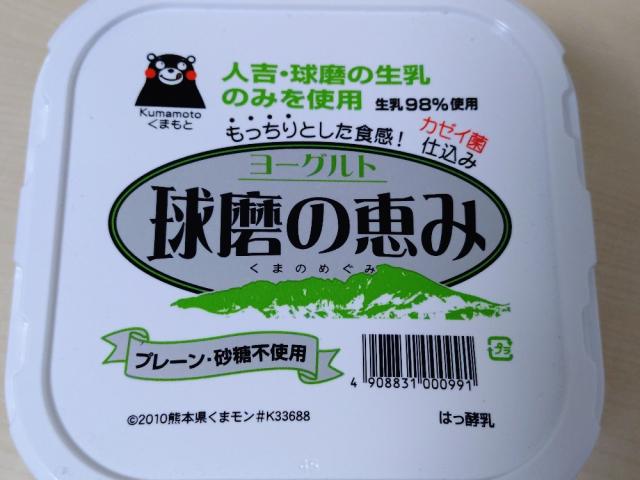 人吉・球磨の生乳
のみを使用 生乳98%使用
Kumamoto
くまもと
もっちりとした食感!
カゼイ菌
仕込み
ヨーグルト
球磨の恵み
くまのめぐみ
プレーン・砂糖不使用
4 908831 000991
プラ
©2010熊本県くまモン#K33688
はっ酵乳